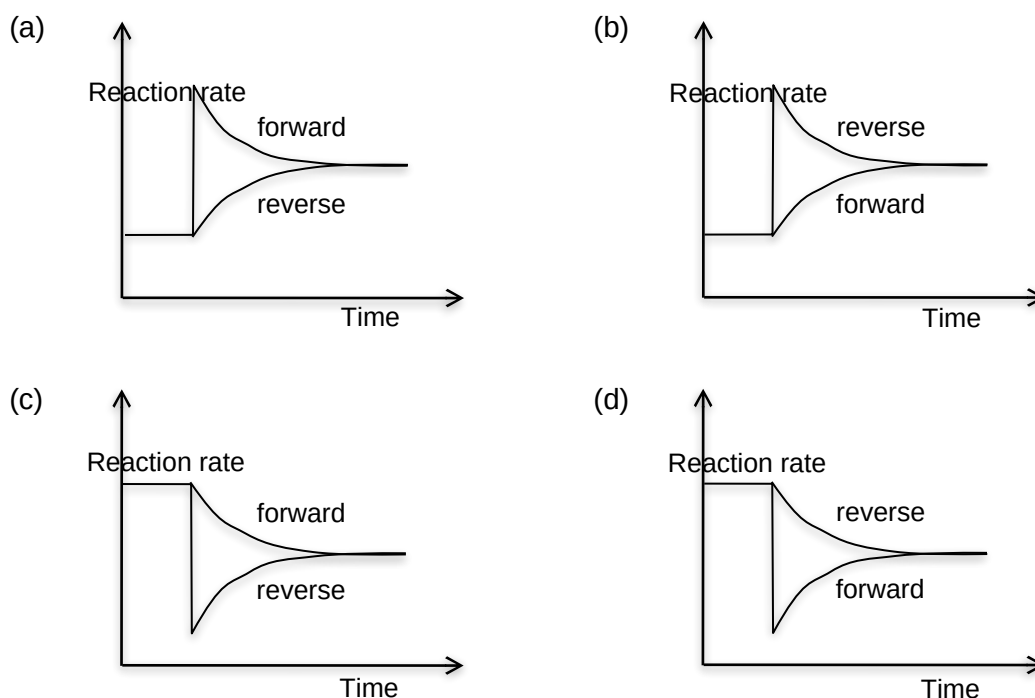 (a)
Reaction rate
forward
reverse
Time
(b)
Reaction rate
reverse
forward
Time
(c)
Reaction rate
forward
reverse
Time
(d)
Reaction rate
reverse
forward
Time